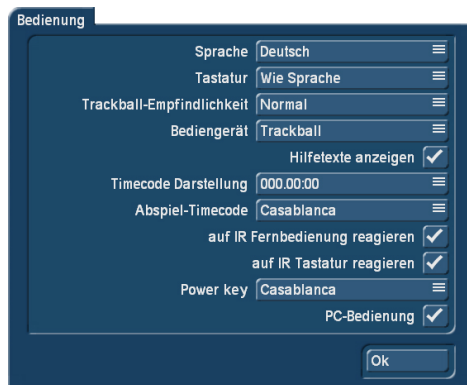 Bedienung
Sprache Deutsch
Tastatur Wie Sprache
Trackball-Empfindlichkeit Normal
Bediengerät Trackball
Hilfetexte anzeigen
Timecode Darstellung 000.00:00
Abspiel-Timecode Casablanca
auf IR Fernbedienung reagieren
auf IR Tastatur reagieren
Power key Casablanca
PC-Bedienung
Ok